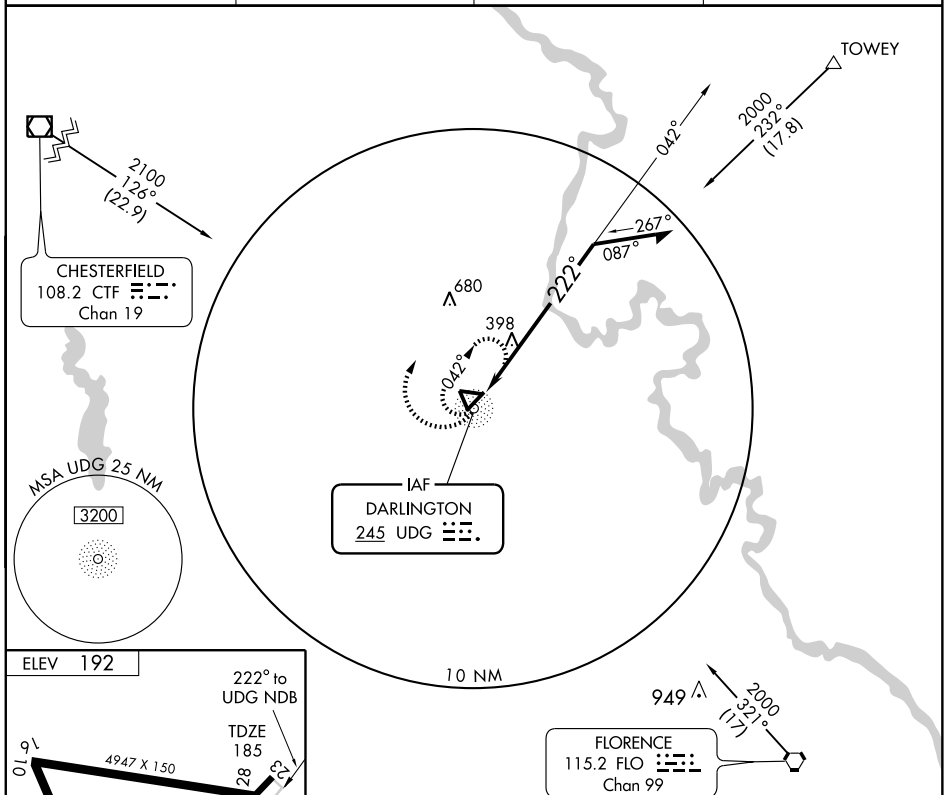 TOWEY
2000
232°
(17.8)
042°
2100
126°
(22.9)
267°
087°
222°
CHESTERFIELD
108.2 CTF
Chan 19
680
398
042°
MSA UDG 25 NM
3200
IAF
DARLINGTON
245 UDG
10 NM
ELEV 192
222° to
UDG NDB
TDZE
185
16
10
4947 X 150
28
23
949
2000
321°
(17)
FLORENCE
115.2 FLO
Chan 99